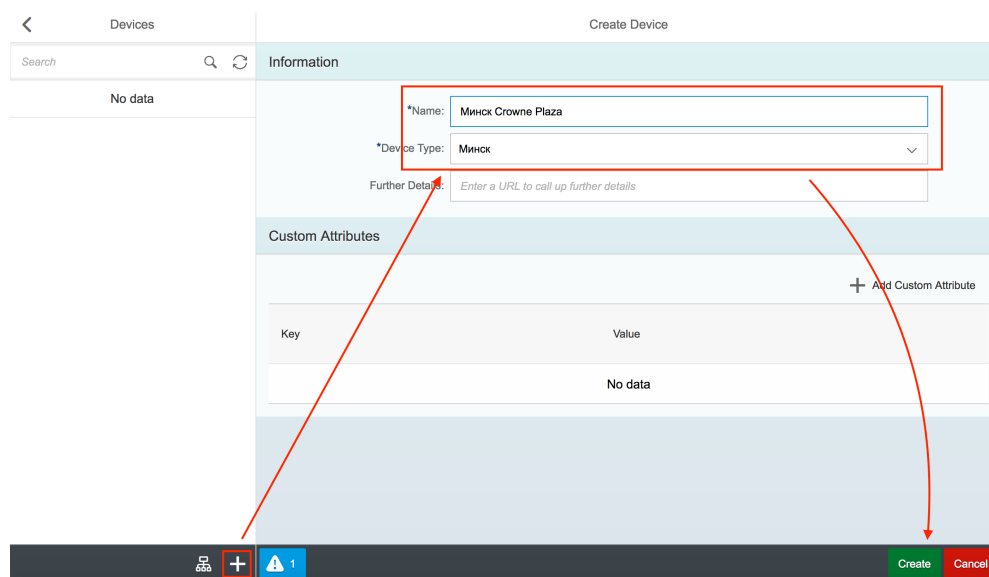 Devices
Create Device
Search
Information
No data
*Name:
Минск Crowne Plaza
*Device Type:
Минск
Further Details:
Enter a URL to call up further details
Custom Attributes
Add Custom Attribute
Key
Value
No data
1
Create
Cancel